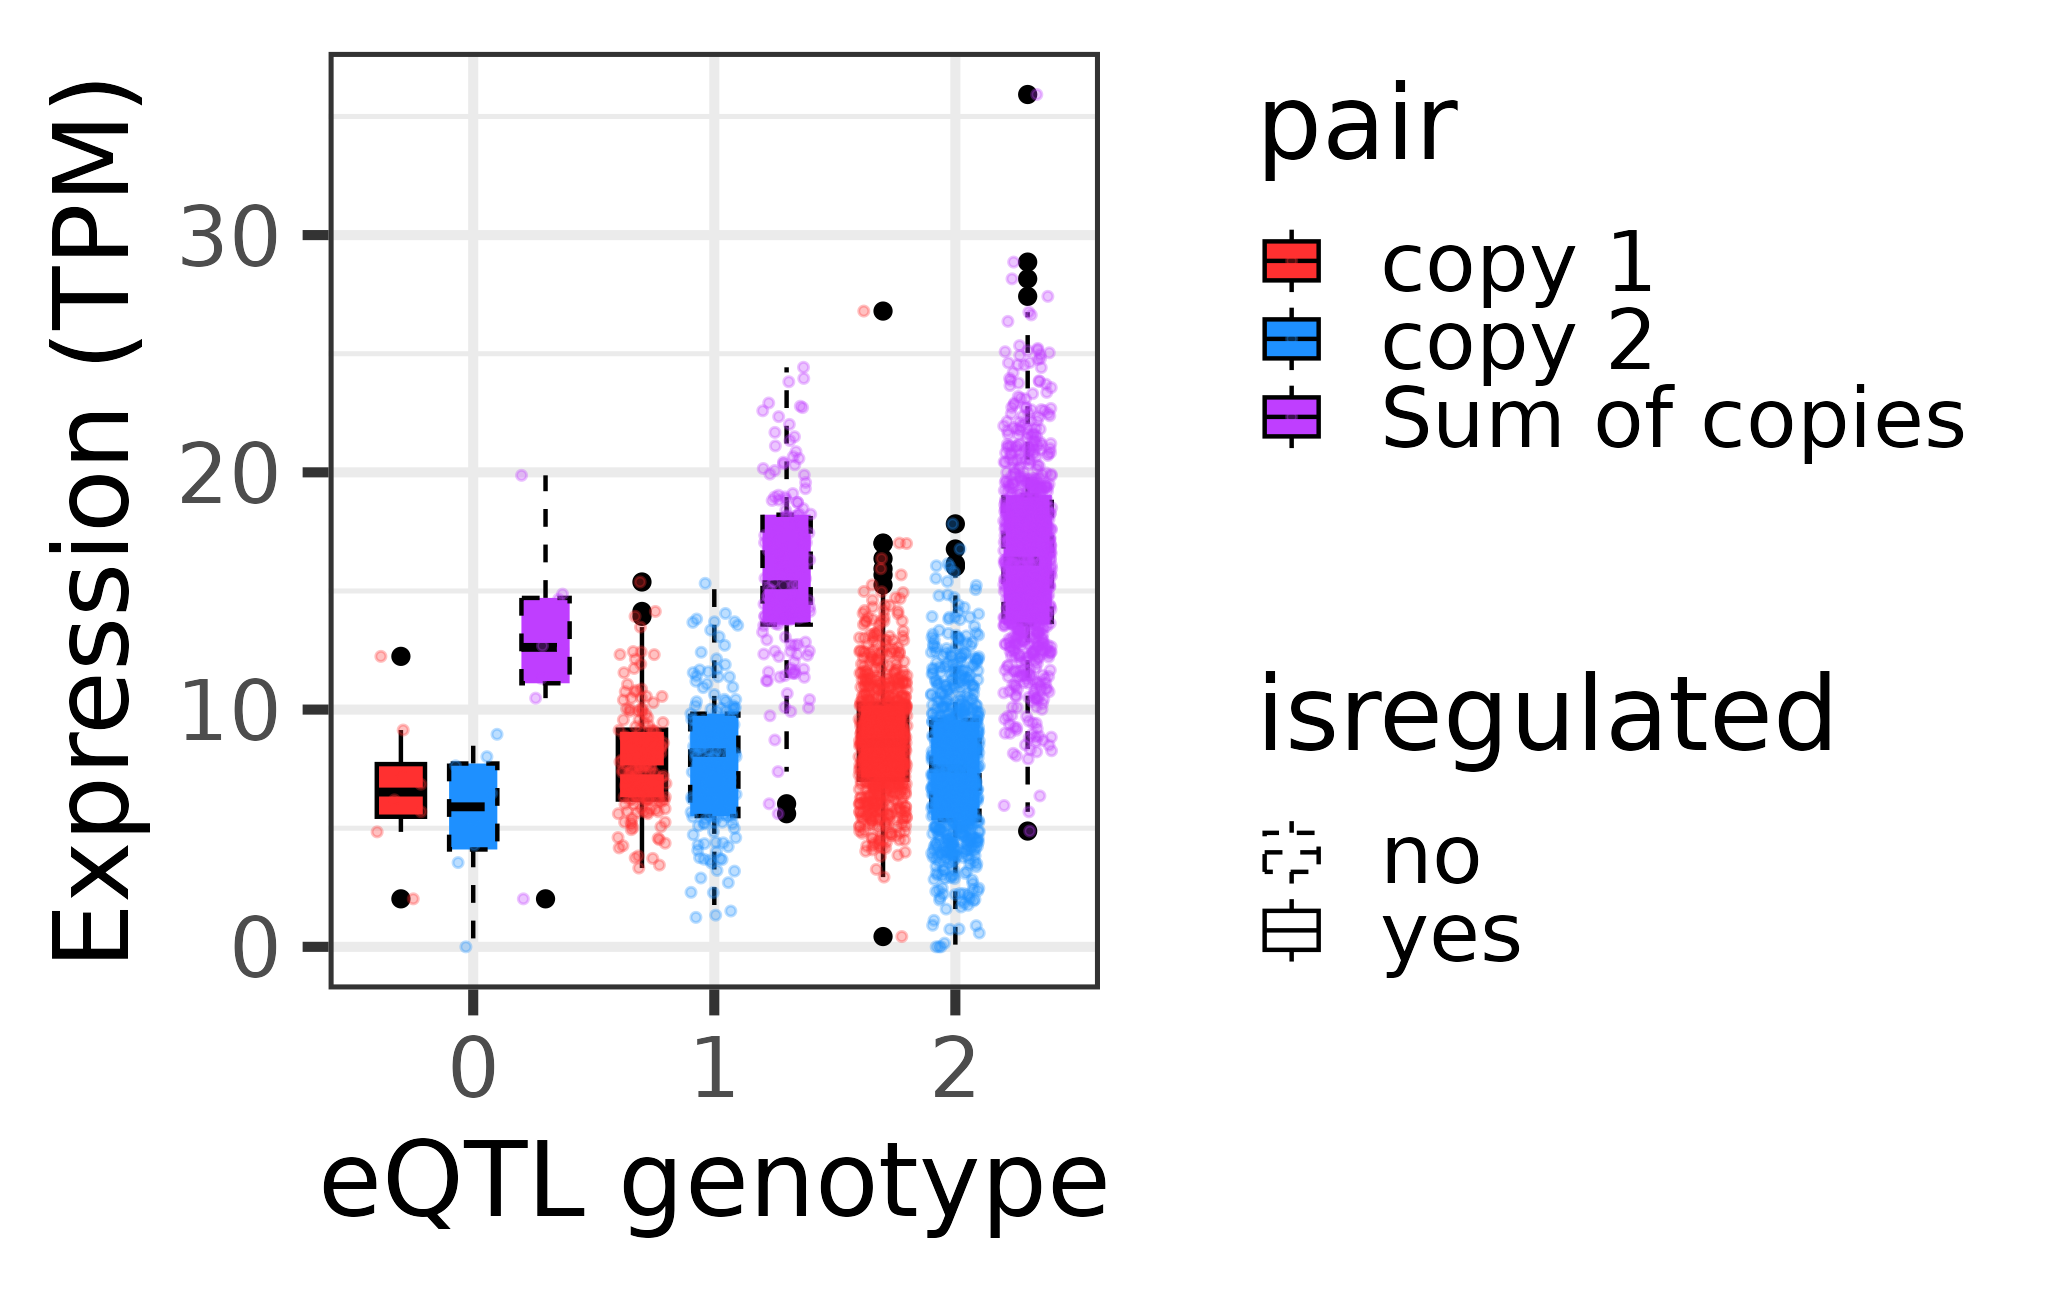 Expression (TPM)
30
20
10
0
0 1 2
eQTL genotype
pair
copy 1
copy 2
Sum of copies
isregulated
no
yes